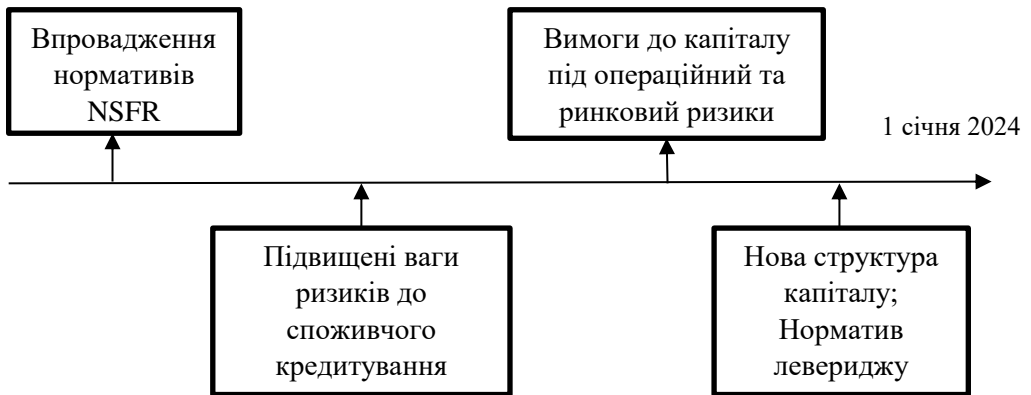 Впровадження
нормативів
NSFR
Вимоги до капіталу
під операційний та
ринковий ризики
1 січня 2024
Підвищені ваги
ризиків до
споживчого
кредитування
Нова структура
капіталу;
Норматив
левериджу